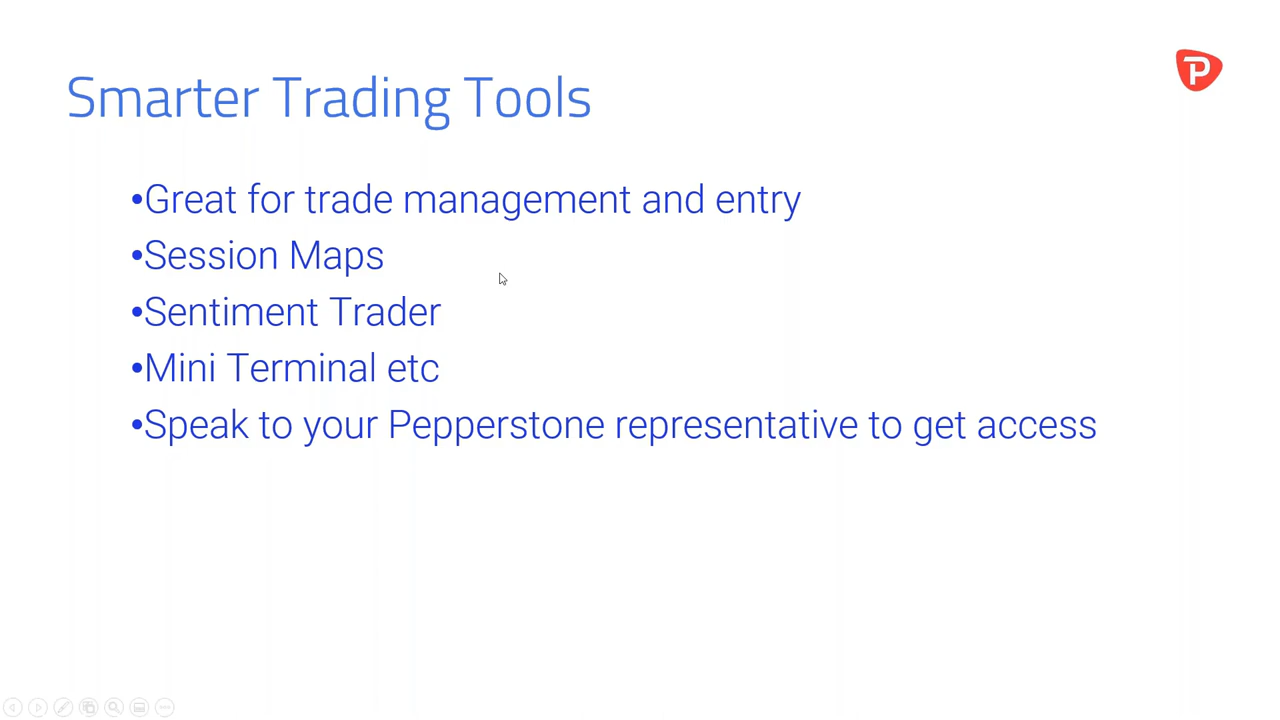 Smarter Trading Tools
•Great for trade management and entry
•Session Maps
•Sentiment Trader
•Mini Terminal etc
•Speak to your Pepperstone representative to get access